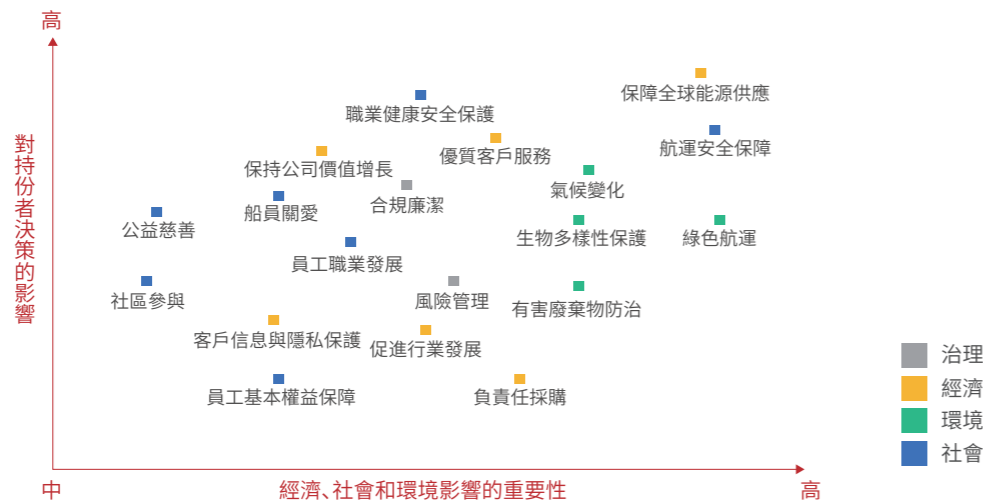 高
對持份者決策的影響
保障全球能源供應
職業健康安全保護
航運安全保障
優質客戶服務
保持公司價值增長
氣候變化
合規廉潔
船員關愛
公益慈善
生物多樣性保護
綠色航運
員工職業發展
社區參與
風險管理
有害廢棄物防治
客戶信息與隱私保護
促進行業發展
員工基本權益保障
負責任採購
治理
經濟
環境
社會
中
經濟、社會和環境影響的重要性
高